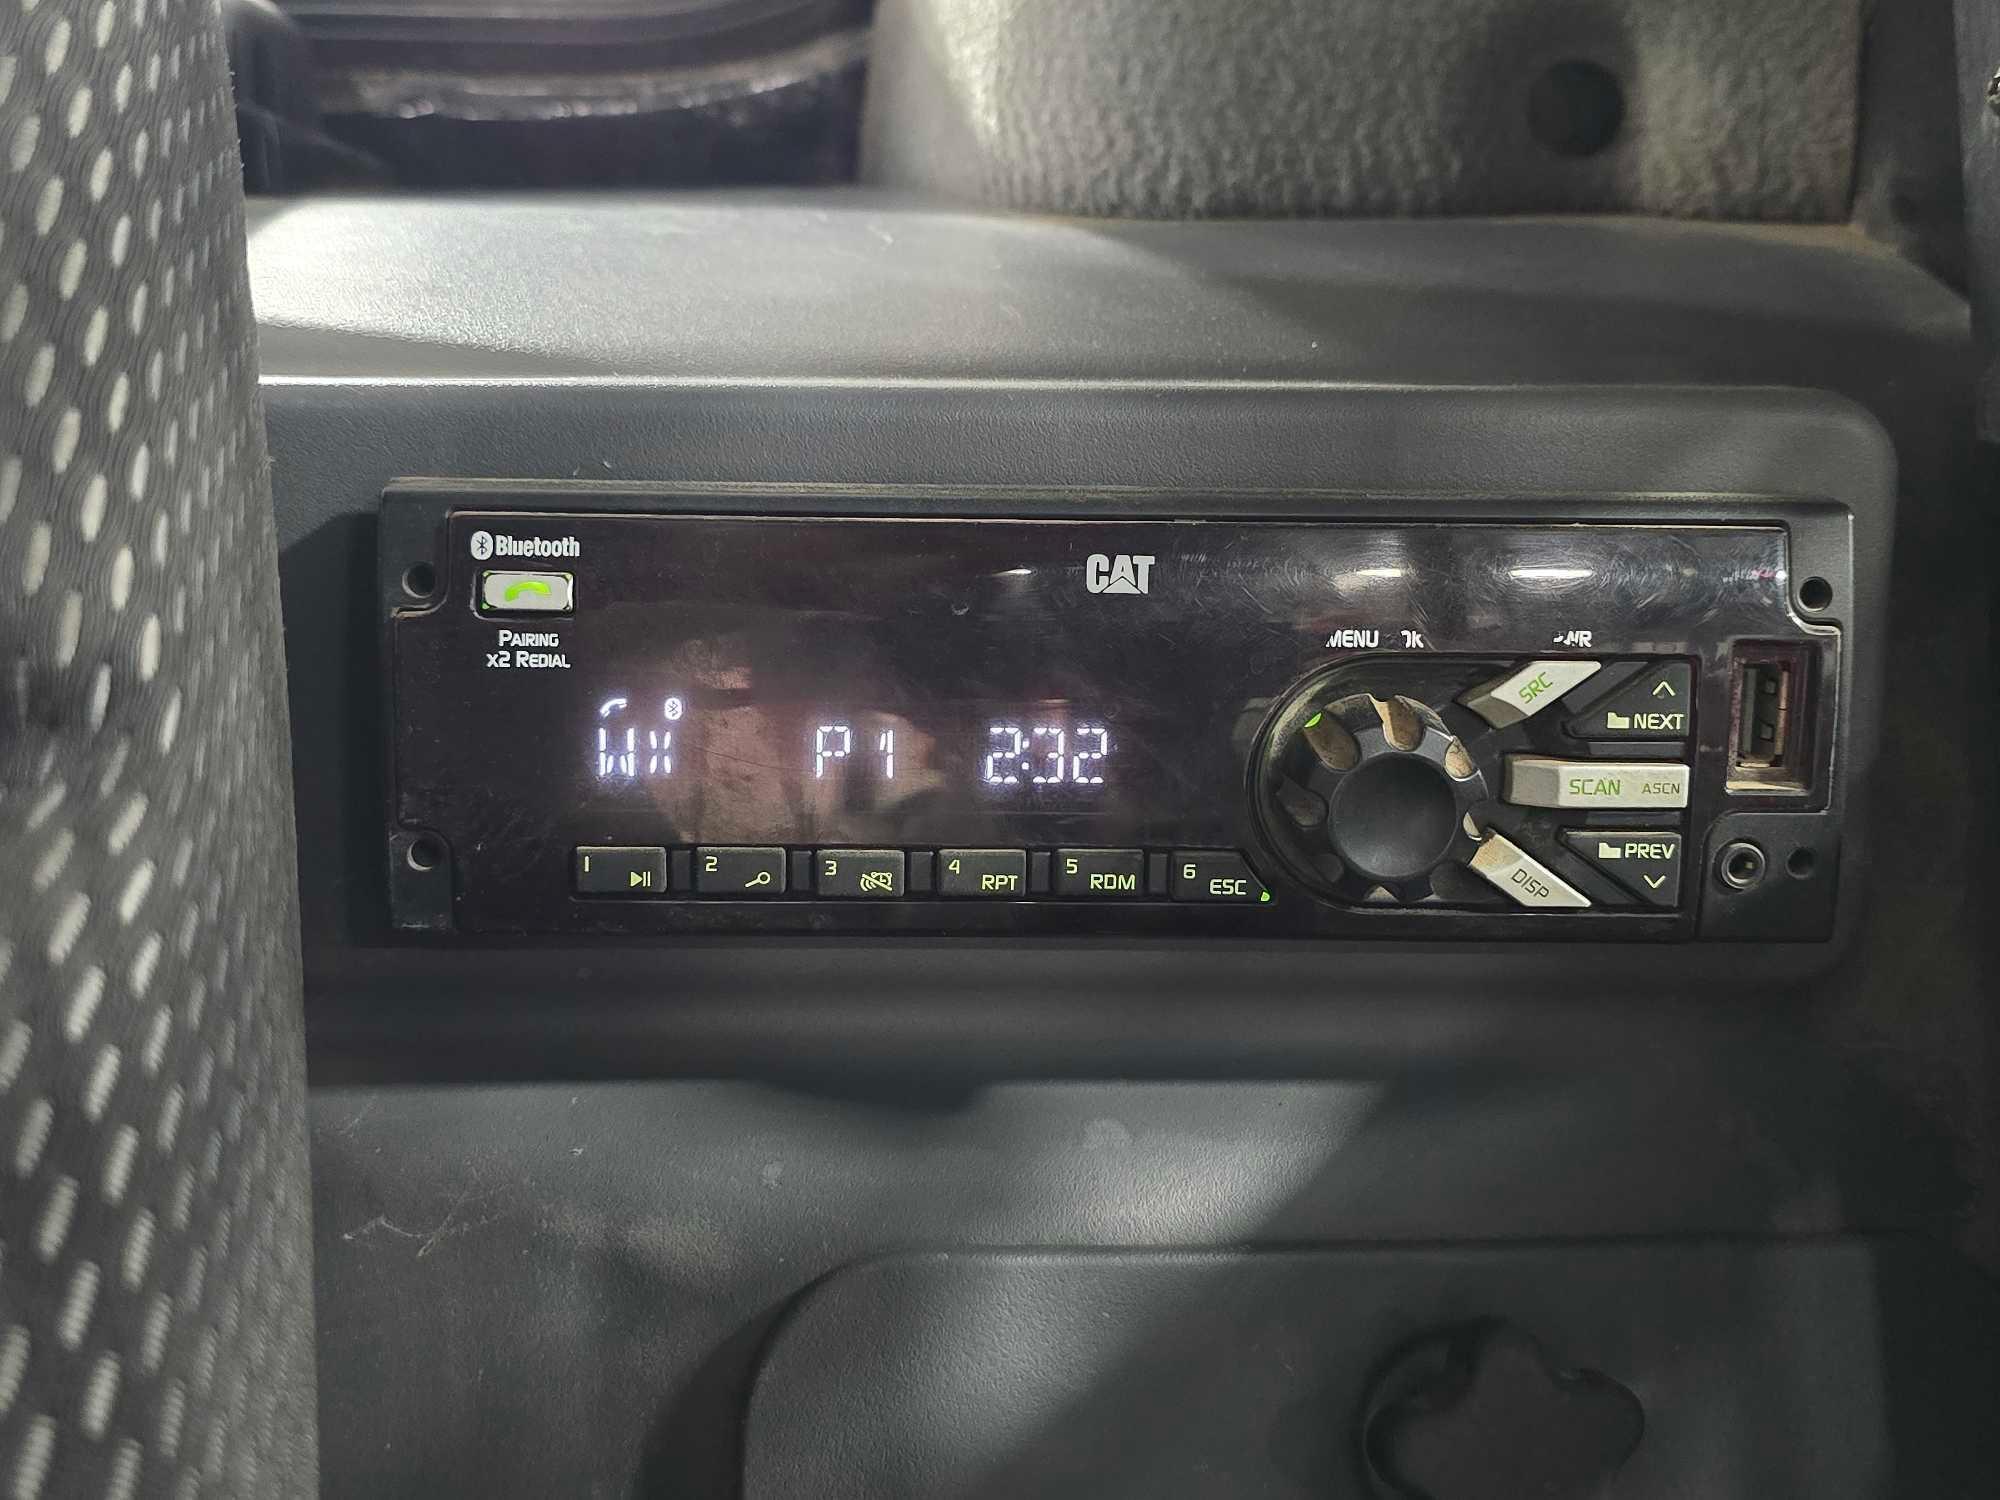 Bluetooth
CAT
PAIRING
X2 REDIAL
MENU
WX P1 2:32
SRC
NEXT
SCAN ASCN
PREV
DISP
1 2 3 4 RPT 5 RDM 6 ESC